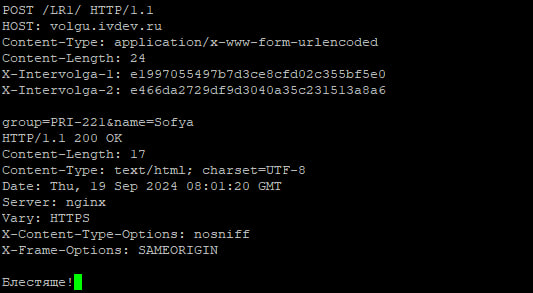 POST /LR1/ HTTP/1.1
HOST: volgu.ivdev.ru
Content-Type: application/x-www-form-urlencoded
Content-Length: 24
X-Intervolga-1: e1997055497b7d3ce8cfd02c355bf5e0
X-Intervolga-2: e466da2729df9d3040a35c231513a8a6

group=PRI-221&name=Sofya
HTTP/1.1 200 OK
Content-Length: 17
Content-Type: text/html; charset=UTF-8
Date: Thu, 19 Sep 2024 08:01:20 GMT
Server: nginx
Vary: HTTPS
X-Content-Type-Options: nosniff
X-Frame-Options: SAMEORIGIN

Блестяще!